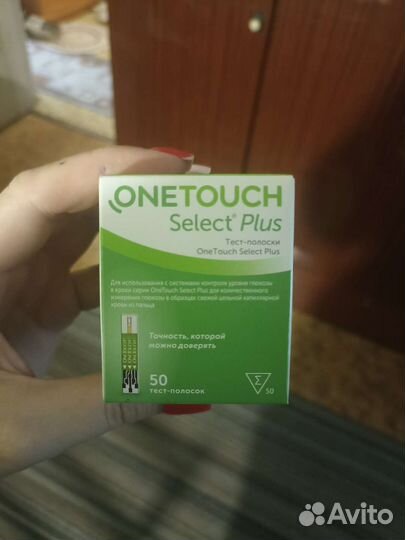 ONETOUCH
Select® Plus
Тест-полоски
OneTouch Select Plus
Для использования с системами контроля уровня глюкозы
в крови серии OneTouch Select Plus для количественного
измерения глюкозы в образцах свежей цельной капиллярной
крови из пальца
Точность, которой
можно доверять
50
тест-полосок
Σ
50
Avito